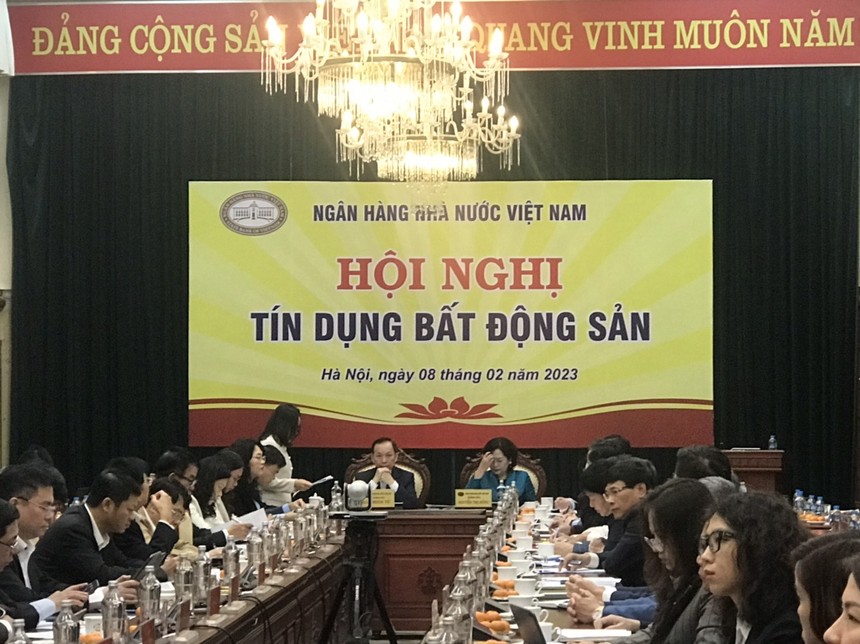 ĐẢNG CỘNG SẢN QUANG VINH MUÔN NĂM
NGÂN HÀNG NHÀ NƯỚC VIỆT NAM
HỘI NGHỊ
TÍN DỤNG BẤT ĐỘNG SẢN
Hà Nội, ngày 08 tháng 02 năm 2023